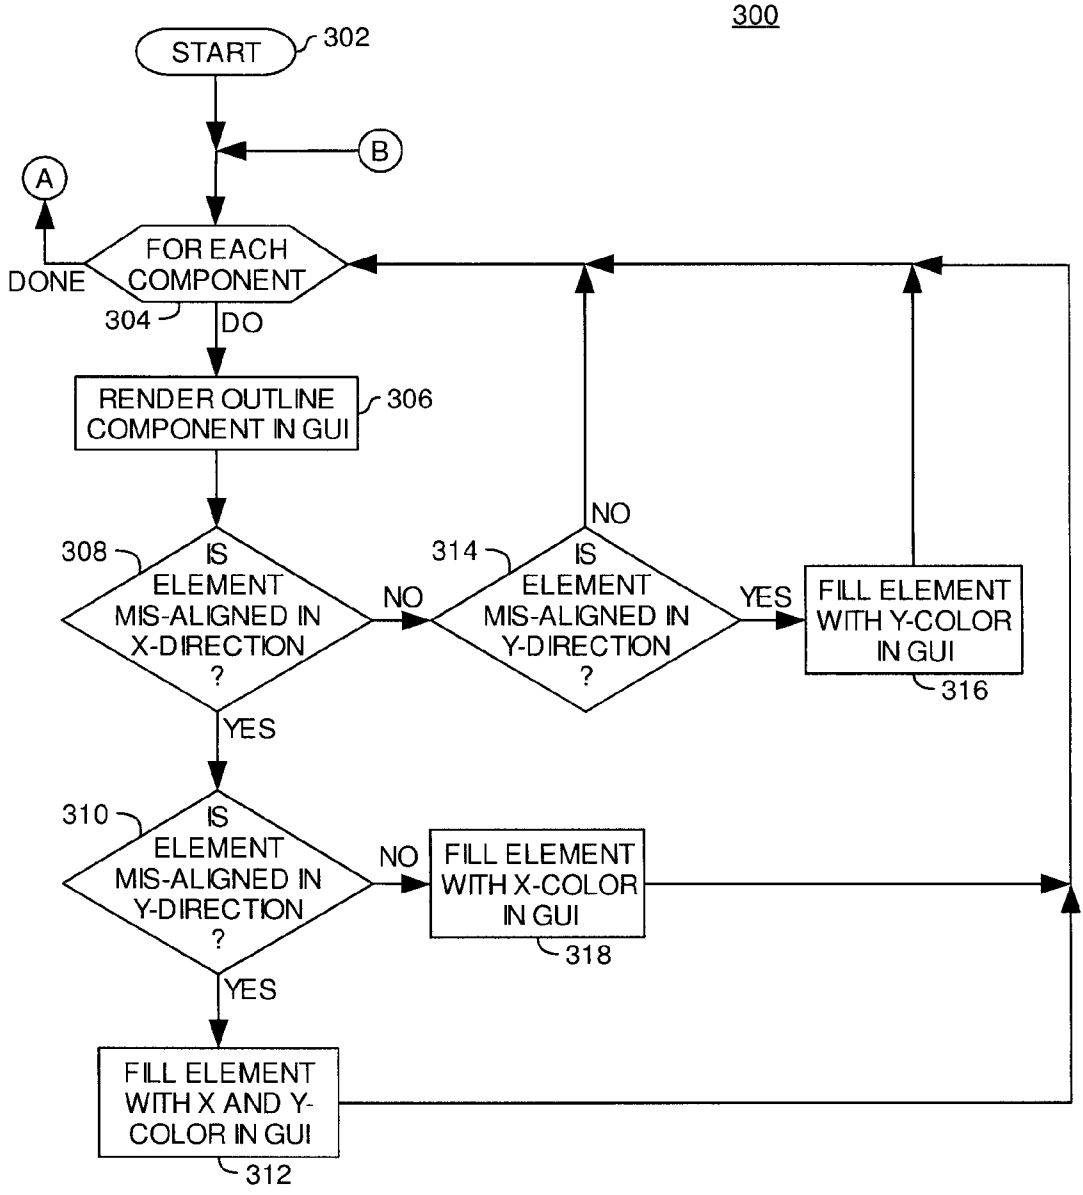 300
START
302
B
A
FOR EACH
COMPONENT
DONE
304
DO
RENDER OUTLINE
COMPONENT IN GUI
306
308
IS
ELEMENT
MIS-ALIGNED IN
X-DIRECTION
?
NO
314
IS
ELEMENT
MIS-ALIGNED IN
Y-DIRECTION
?
NO
YES
FILL ELEMENT
WITH Y-COLOR
IN GUI
316
YES
310
IS
ELEMENT
MIS-ALIGNED IN
Y-DIRECTION
?
NO
FILL ELEMENT
WITH X-COLOR
IN GUI
318
YES
FILL ELEMENT
WITH X AND Y-
COLOR IN GUI
312